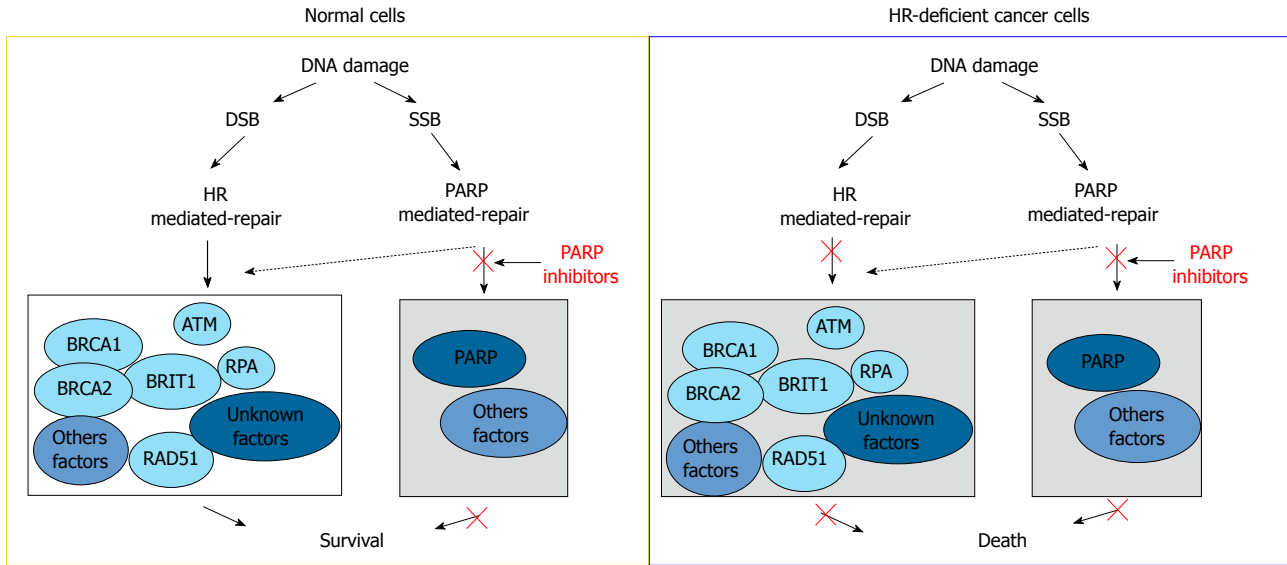 Normal cells
DNA damage
DSB
SSB
HR
mediated-repair
PARP
mediated-repair
PARP
inhibitors
ATM
BRCA1
RPA
BRIT1
BRCA2
Unknown
factors
Others
factors
RAD51
PARP
Others
factors
Survival
HR-deficient cancer cells
DNA damage
DSB
SSB
HR
mediated-repair
PARP
mediated-repair
PARP
inhibitors
ATM
BRCA1
RPA
BRIT1
BRCA2
Unknown
factors
Others
factors
RAD51
PARP
Others
factors
Death